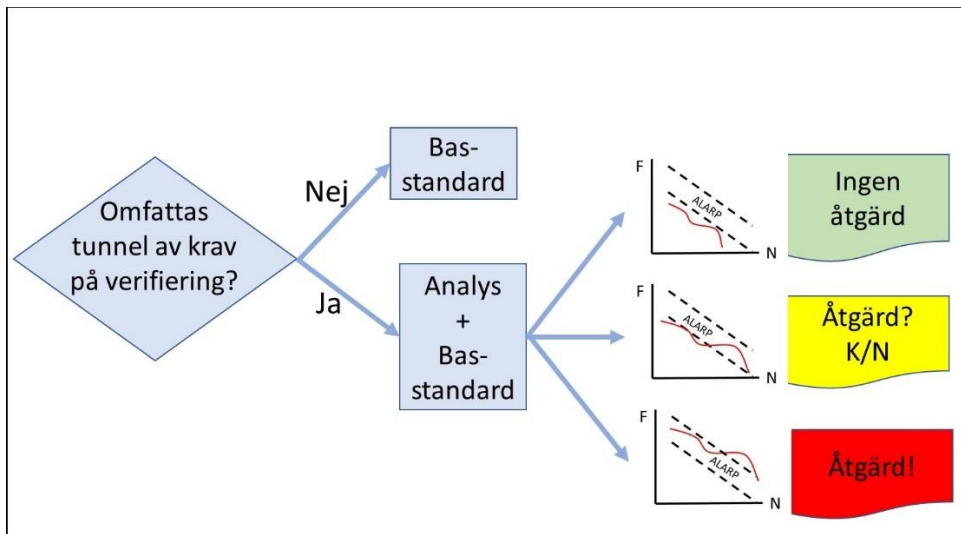 Omfattas
tunnel av krav
på verifiering?
Nej
Ja
Bas-
standard
Analys
+
Bas-
standard
F
ALARP
N
Ingen
åtgärd
F
ALARP
N
Åtgärd?
K/N
F
ALARP
N
Åtgärd!